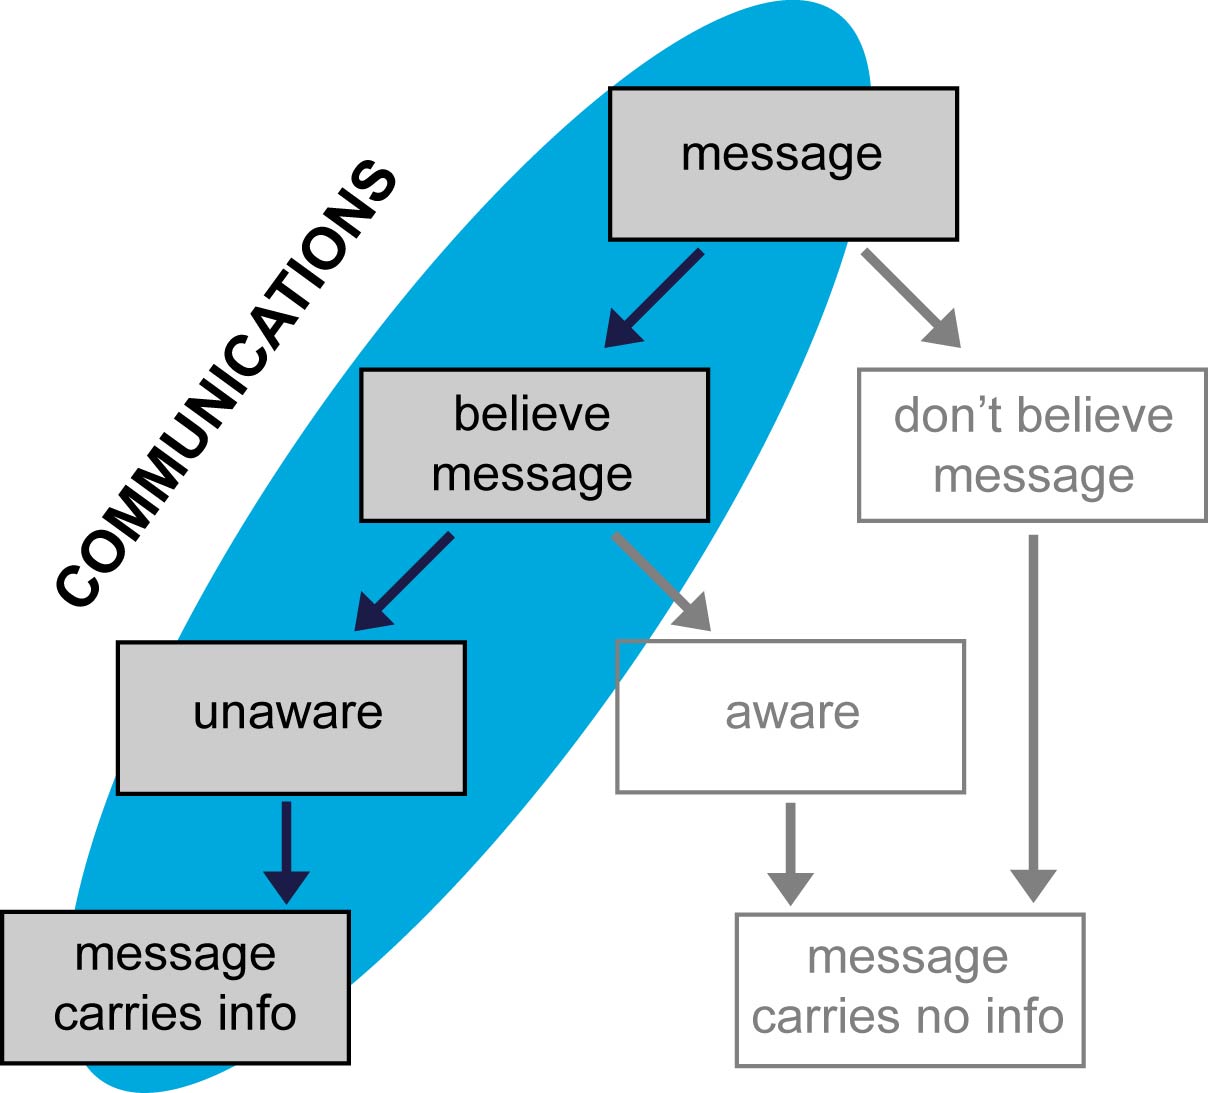 COMMUNICATIONS
message
believe
message
don’t believe
message
unaware
aware
message
carries info
message
carries no info